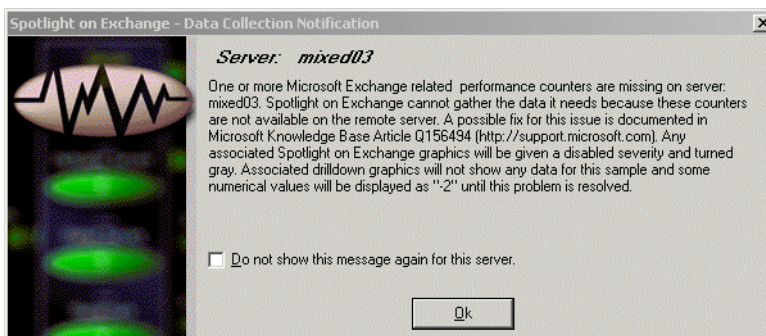 Spotlight on Exchange - Data Collection Notification
Server: mixed03
One or more Microsoft Exchange related performance counters are missing on server:
mixed03. Spotlight on Exchange cannot gather the data it needs because these counters
are not available on the remote server. A possible fix for this issue is documented in
Microsoft Knowledge Base Article Q156494 (http://support.microsoft.com). Any
associated Spotlight on Exchange graphics will be given a disabled severity and turned
gray. Associated drilldown graphics will not show any data for this sample and some
numerical values will be displayed as "-2" until this problem is resolved.
Do not show this message again for this server.
Ok